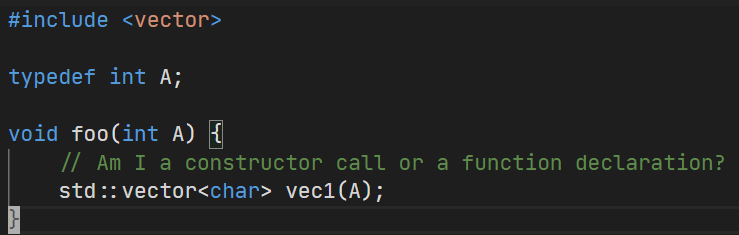 #include <vector>
typedef int A;
void foo(int A) {
// Am I a constructor call or a function declaration?
std::vector<char> vec1(A);
}